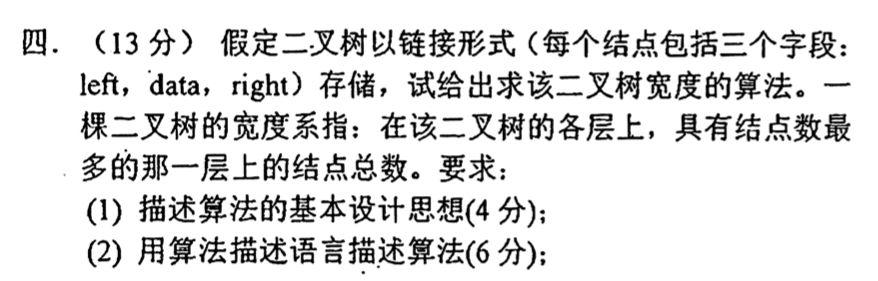 四．（13 分） 假定二叉树以链接形式（每个结点包括三个字段：
left，data，right）存储，试给出求该二叉树宽度的算法。一
棵二叉树的宽度系指：在该二叉树的各层上，具有结点数最
多的那一层上的结点总数。要求：
(1) 描述算法的基本设计思想(4 分)；
(2) 用算法描述语言描述算法(6 分)；